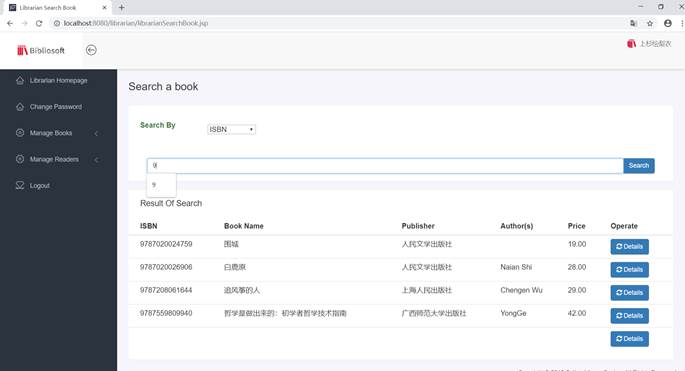 Librarian Search Book
localhost:8080/librarian/librarianSearchBook.jsp
Bibliosoft
上杉绘梨衣
Librarian Homepage
Change Password
Manage Books
Manage Readers
Logout
Search a book
Search By
ISBN
9
Search
9
Result Of Search
ISBN Book Name Publisher Author(s) Price Operate
9787020024759 围城 人民文学出版社 19.00 Details
9787020026906 白鹿原 人民文学出版社 Naian Shi 28.00 Details
9787208061644 追风筝的人 上海人民出版社 Chengen Wu 29.00 Details
9787559809940 哲学是做出来的：初学者哲学技术指南 广西师范大学出版社 YongGe 42.00 Details
Details